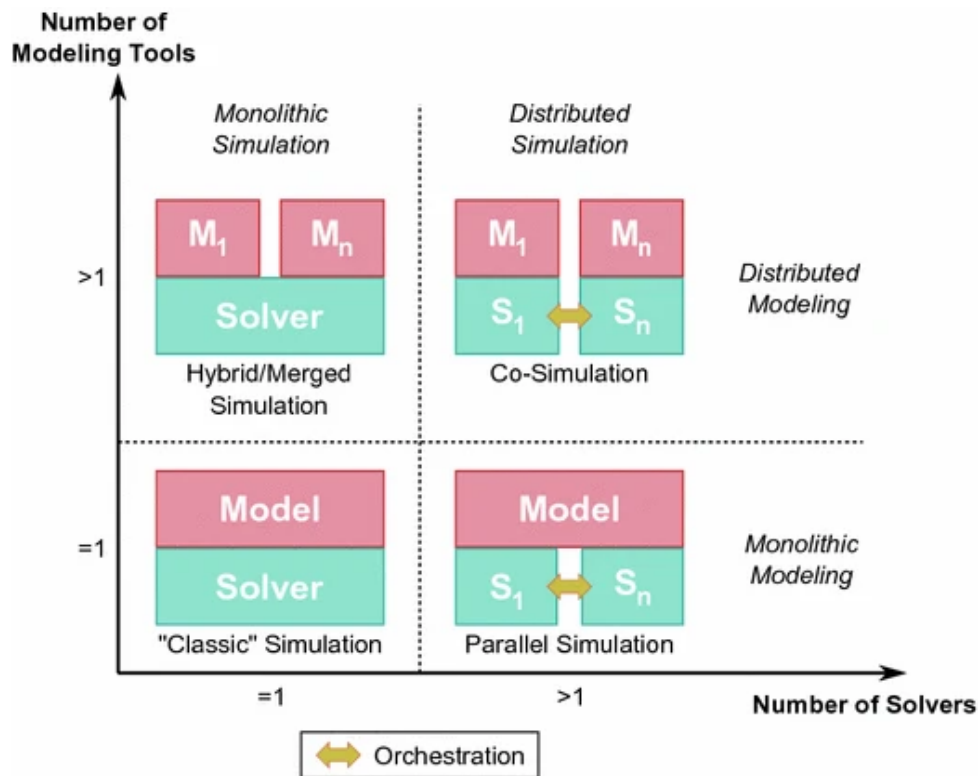 Number of
Modeling Tools
Monolithic
Simulation
Distributed
Simulation
M1
Mn
M1
Mn
>1
Solver
S1
Sn
Distributed
Modeling
Hybrid/Merged
Simulation
Co-Simulation
Model
Model
=1
Solver
S1
Sn
Monolithic
Modeling
"Classic" Simulation
Parallel Simulation
=1
>1
Number of Solvers
Orchestration